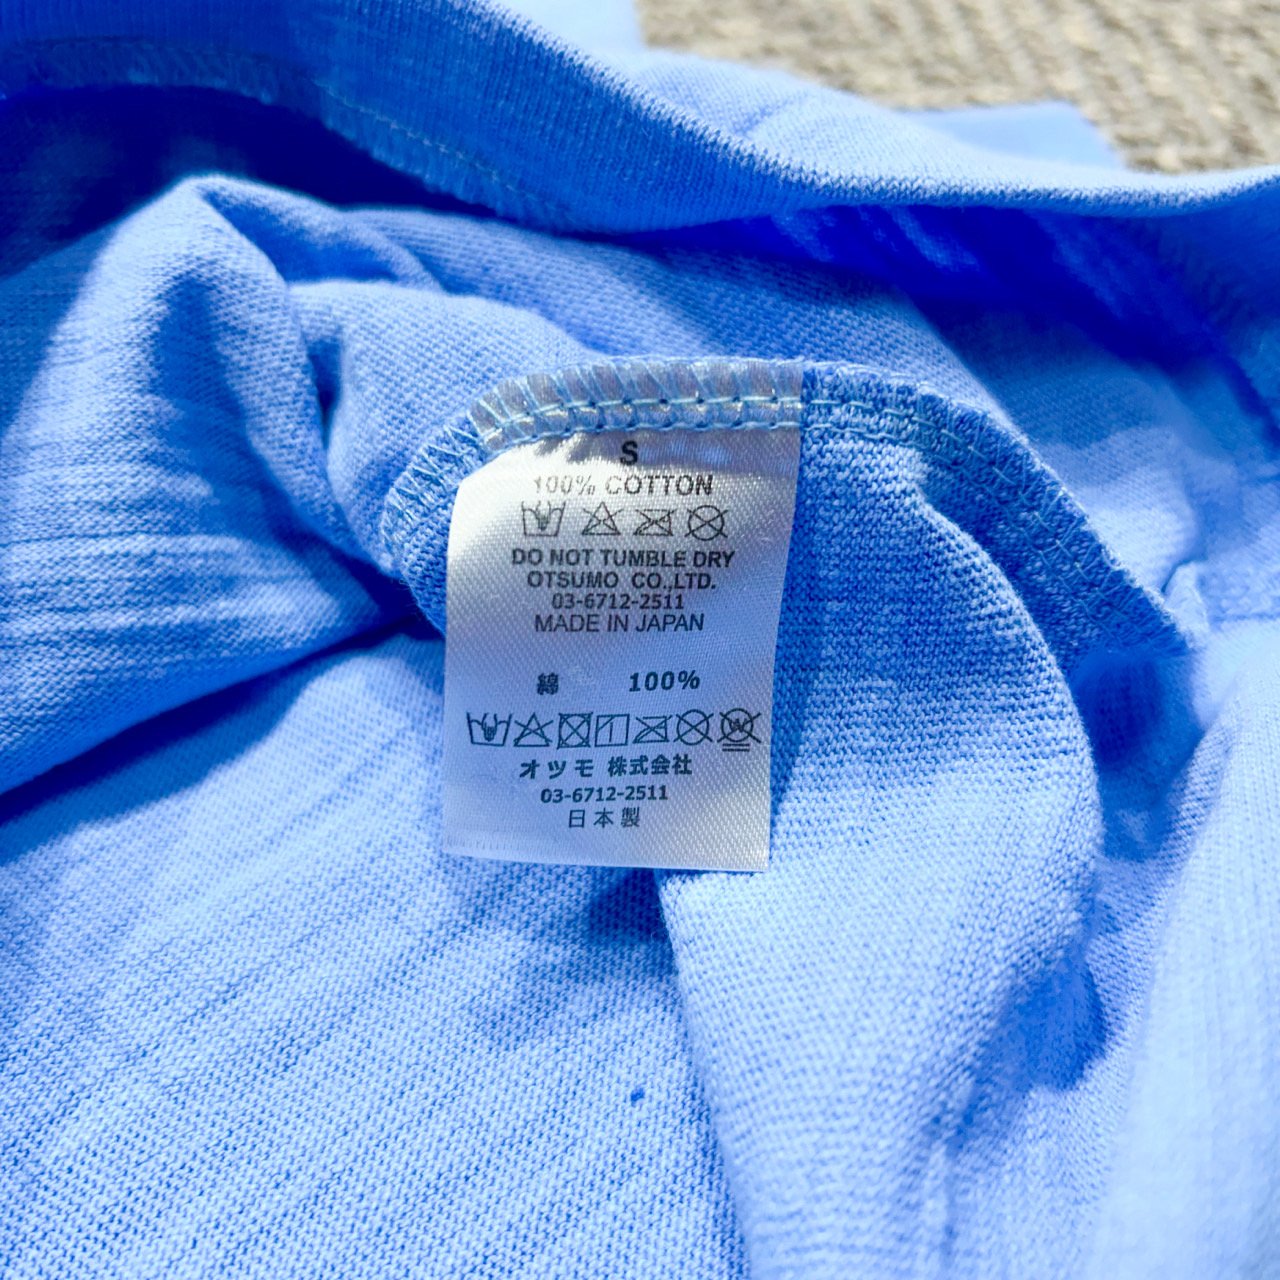 S
100% COTTON
DO NOT TUMBLE DRY
OTSUMO CO.,LTD.
03-6712-2511
MADE IN JAPAN
綿 100%
オツモ 株式会社
03-6712-2511
日本製